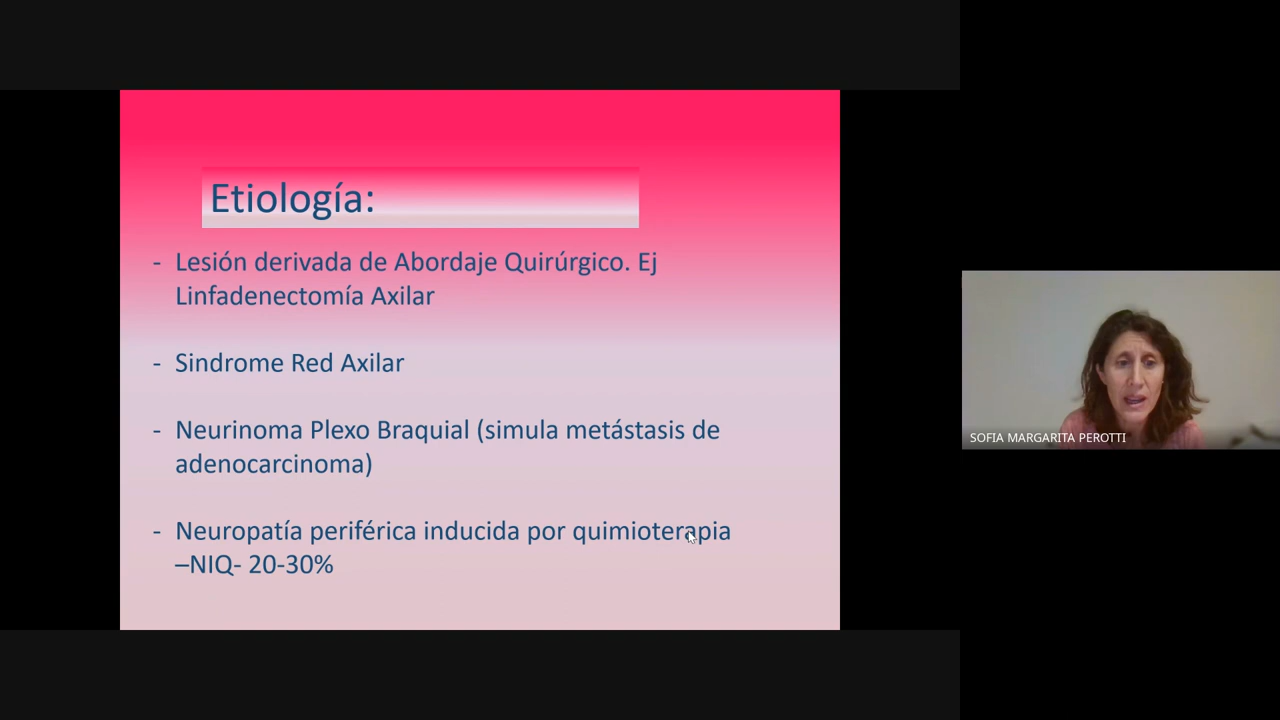 Etiología:
- Lesión derivada de Abordaje Quirúrgico. Ej
Linfadenectomía Axilar
- Sindrome Red Axilar
- Neurinoma Plexo Braquial (simula metástasis de
adenocarcinoma)
- Neuropatía periférica inducida por quimioterapia
–NIQ- 20-30%
SOFIA MARGARITA PEROTTI